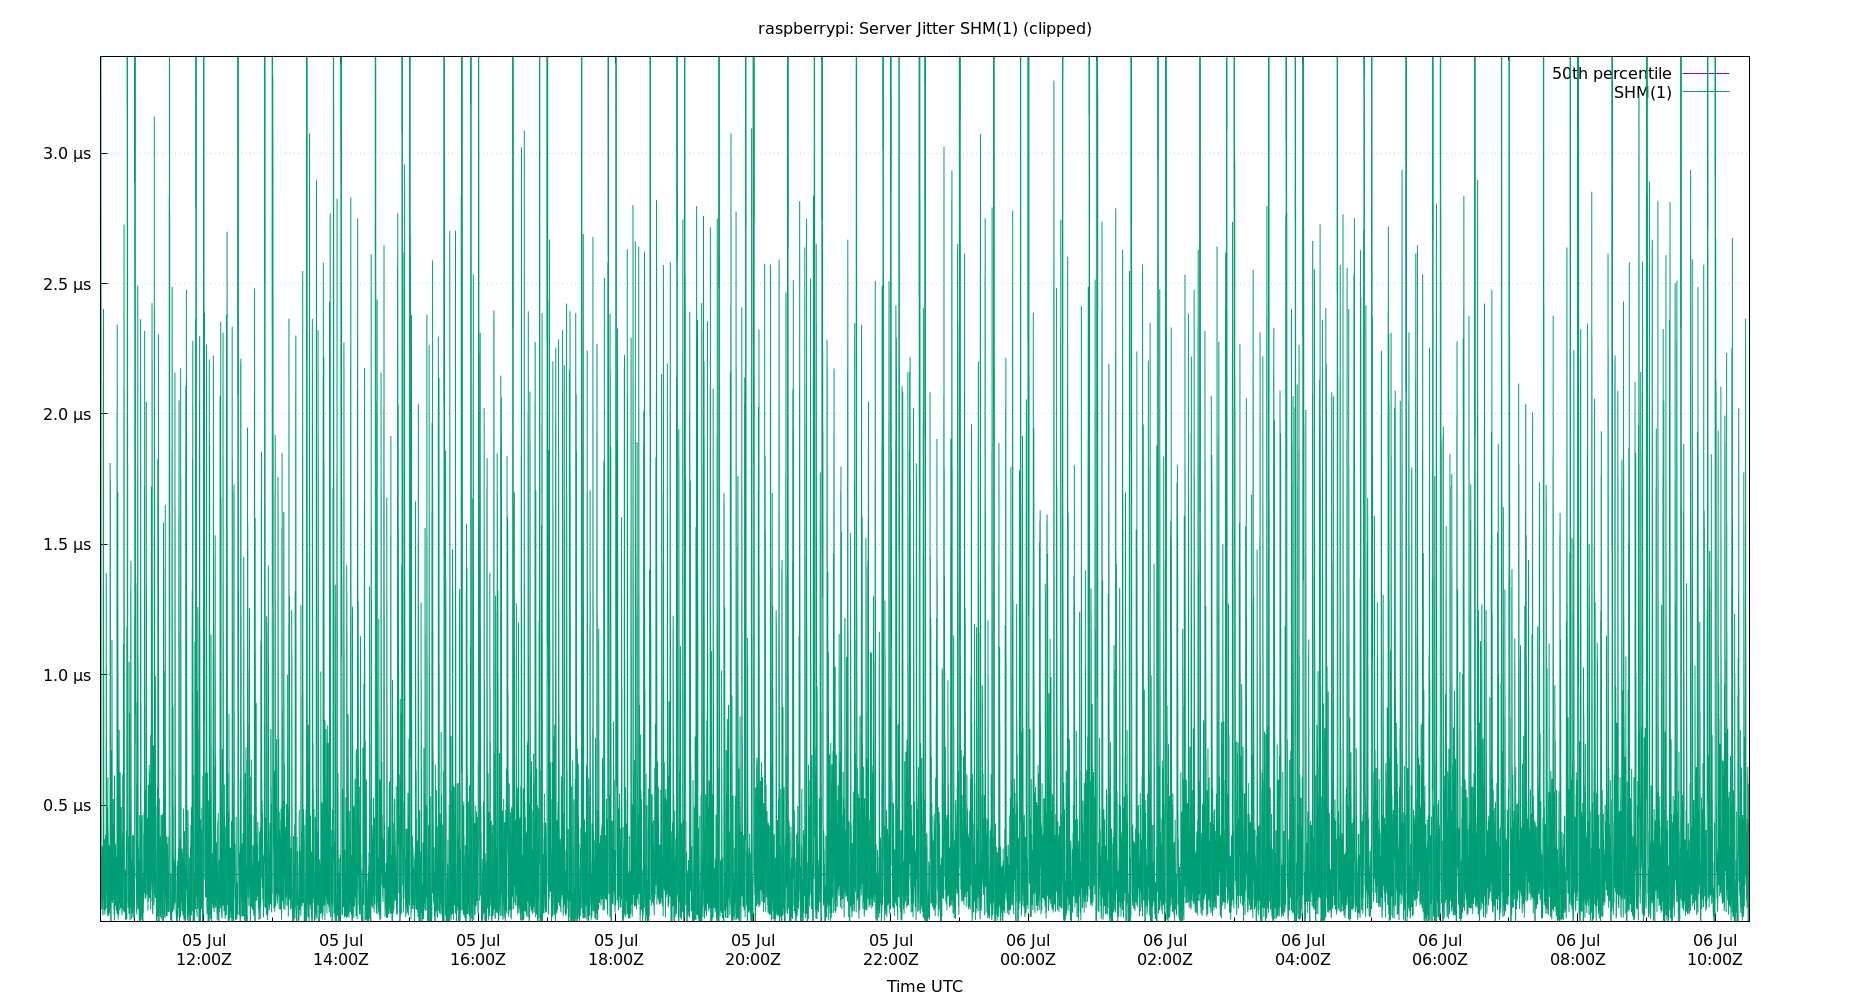 raspberrypi: Server Jitter SHM(1) (clipped)
50th percentile
SHM(1)
3.0 µs
2.5 µs
2.0 µs
1.5 µs
1.0 µs
0.5 µs
05 Jul 05 Jul 05 Jul 05 Jul 05 Jul 05 Jul 06 Jul 06 Jul 06 Jul 06 Jul 06 Jul 06 Jul
12:00Z 14:00Z 16:00Z 18:00Z 20:00Z 22:00Z 00:00Z 02:00Z 04:00Z 06:00Z 08:00Z 10:00Z
Time UTC